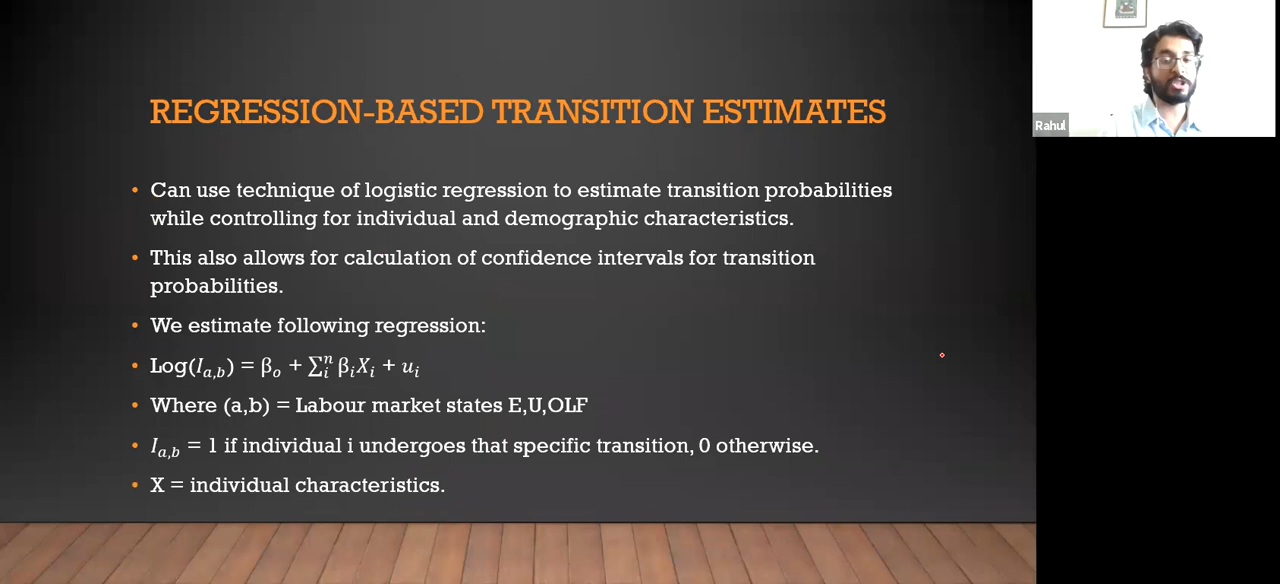 REGRESSION-BASED TRANSITION ESTIMATES
• Can use technique of logistic regression to estimate transition probabilities
while controlling for individual and demographic characteristics.
• This also allows for calculation of confidence intervals for transition
probabilities.
• We estimate following regression:
• Log(I_{a,b}) = β_o + Σ_i^n β_iX_i + u_i
• Where (a,b) = Labour market states E,U,OLF
• I_{a,b} = 1 if individual i undergoes that specific transition, 0 otherwise.
• X = individual characteristics.
Rahul